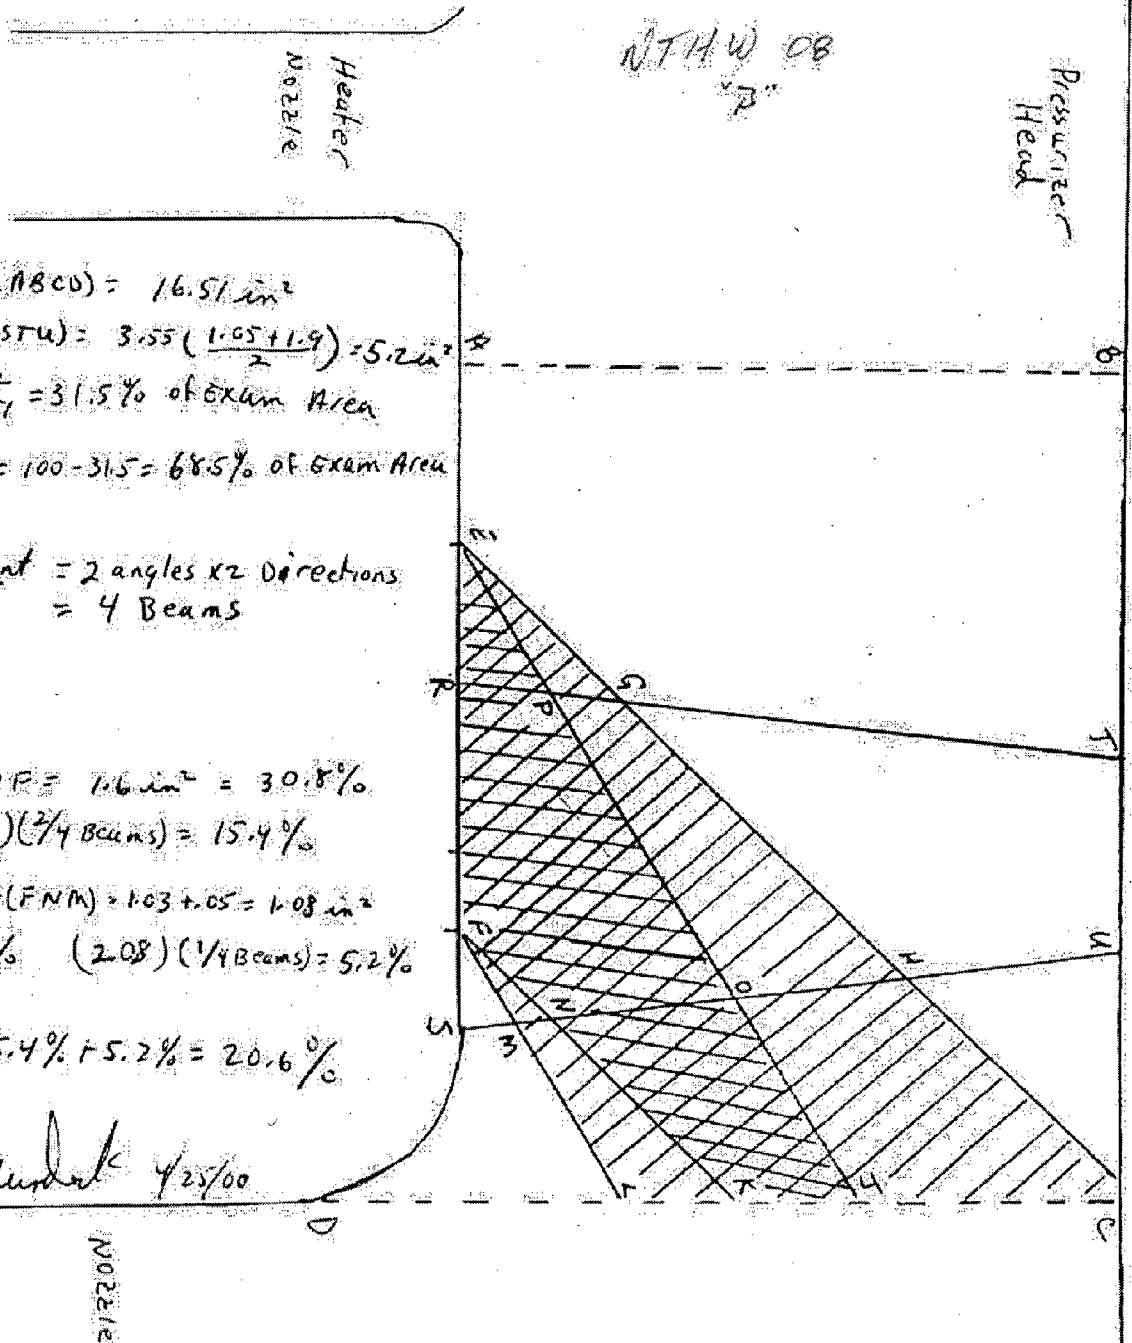 NTHW 08
"B"
Pressurizer
Head
Heater
Nozzle
ABCD) = 16.51 in²
STU) = 3.55 (1.05+1.9 / 2) = 5.2 in²
= 31.5% of Exam Area
= 100-31.5 = 68.5% of Exam Area
nt = 2 angles x 2 Directions
= 4 Beams
F = 1.6 in² = 30.8%
)(2/4 Beams) = 15.4%
(FNM) = 1.03 + .05 = 1.08 in²
% (2.08)(1/4 Beams) = 5.2%
5.4% + 5.2% = 20.6%
4/25/00
A
B
E
R
P
G
T
F
S
M
N
O
H
U
L
K
J
C
D
Nozzle